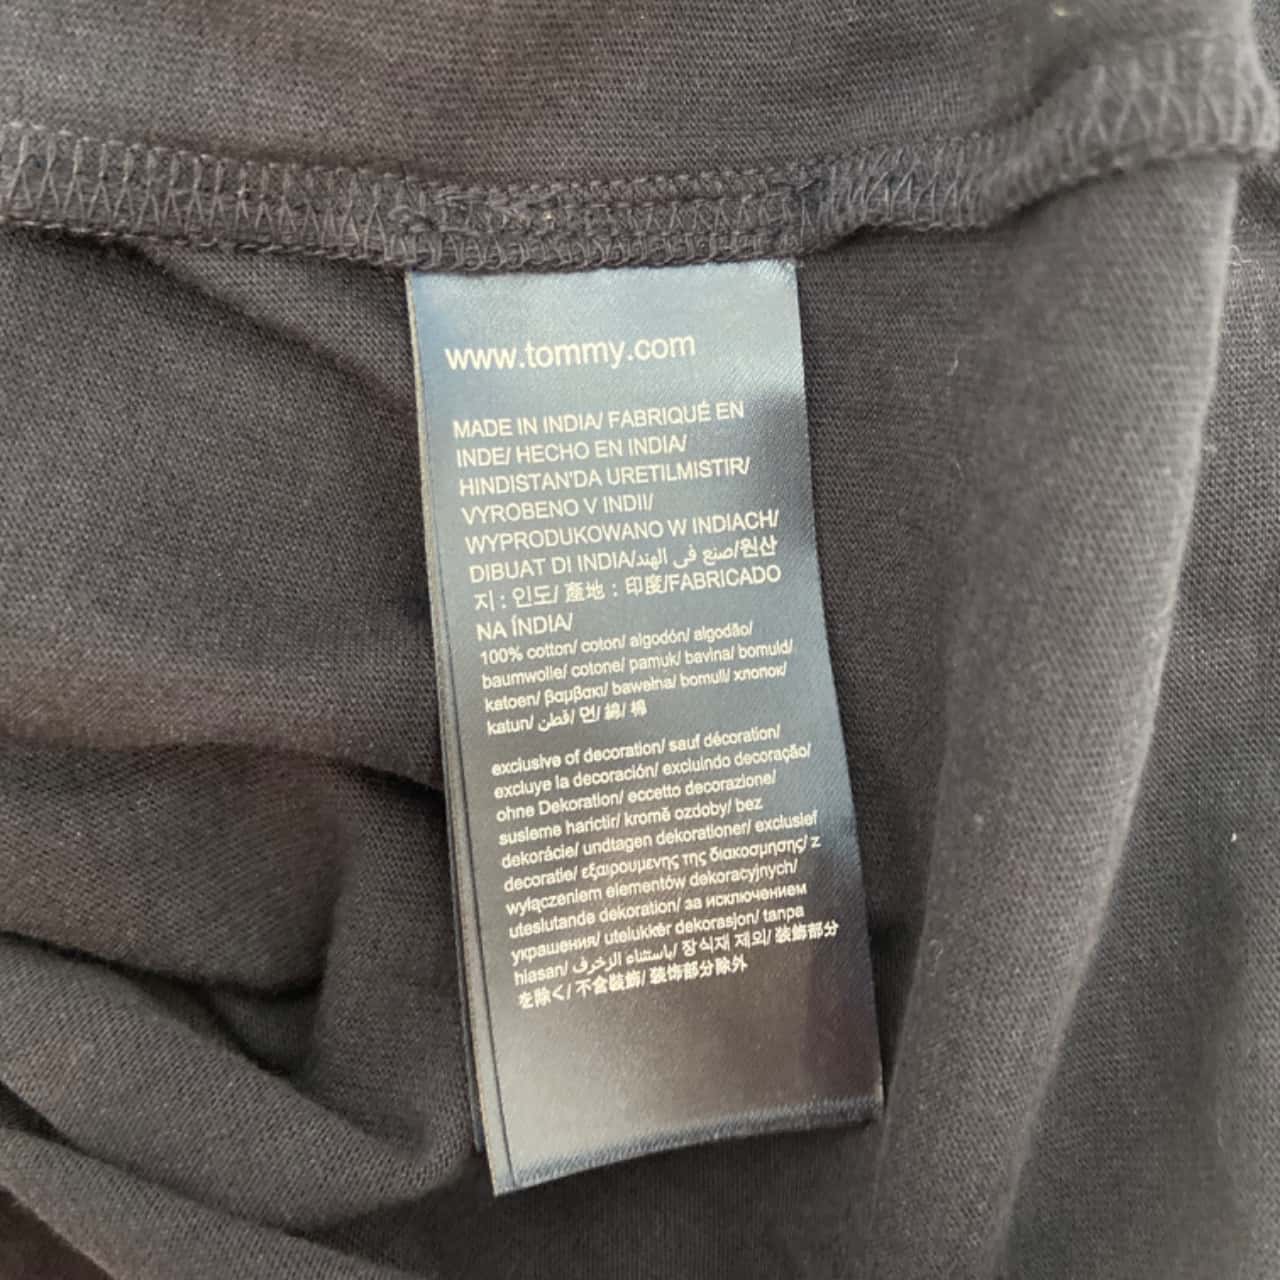 www.tommy.com
MADE IN INDIA/ FABRIQUÉ EN
INDE/ HECHO EN INDIA/
HINDISTAN'DA URETILMISTIR/
VYROBENO V INDII/
WYPRODUKOWANO W INDIACH/
DIBUAT DI INDIA/صنع في الهند/원산
지 : 인도/ 產地 : 印度/FABRICADO
NA ÍNDIA/
100% cotton/ coton/ algodón/ algodão/
baumwolle/ cotone/ pamuk/ bavlna/ bomuld/
katoen/ βαμβακι/ bawełna/ bomull/ хлопок/
katun/ قطن/ 면/ 綿/ 棉
exclusive of decoration/ sauf décoration/
excluye la decoración/ excluindo decoração/
ohne Dekoration/ eccetto decorazione/
susleme harictir/ kromě ozdoby/ bez
dekorácie/ undtagen dekorationer/ exclusief
decoratie/ εξαιρουμενης της διακοσμησης/ z
wyłączeniem elementów dekoracyjnych/
uteslutande dekoration/ за исключением
украшения/ utelukker dekorasjon/ tanpa
hiasan/ باستثناء الزخرف/ 장식재 제외/ 装飾部分
を除く/ 不含裝飾/ 装饰部分除外